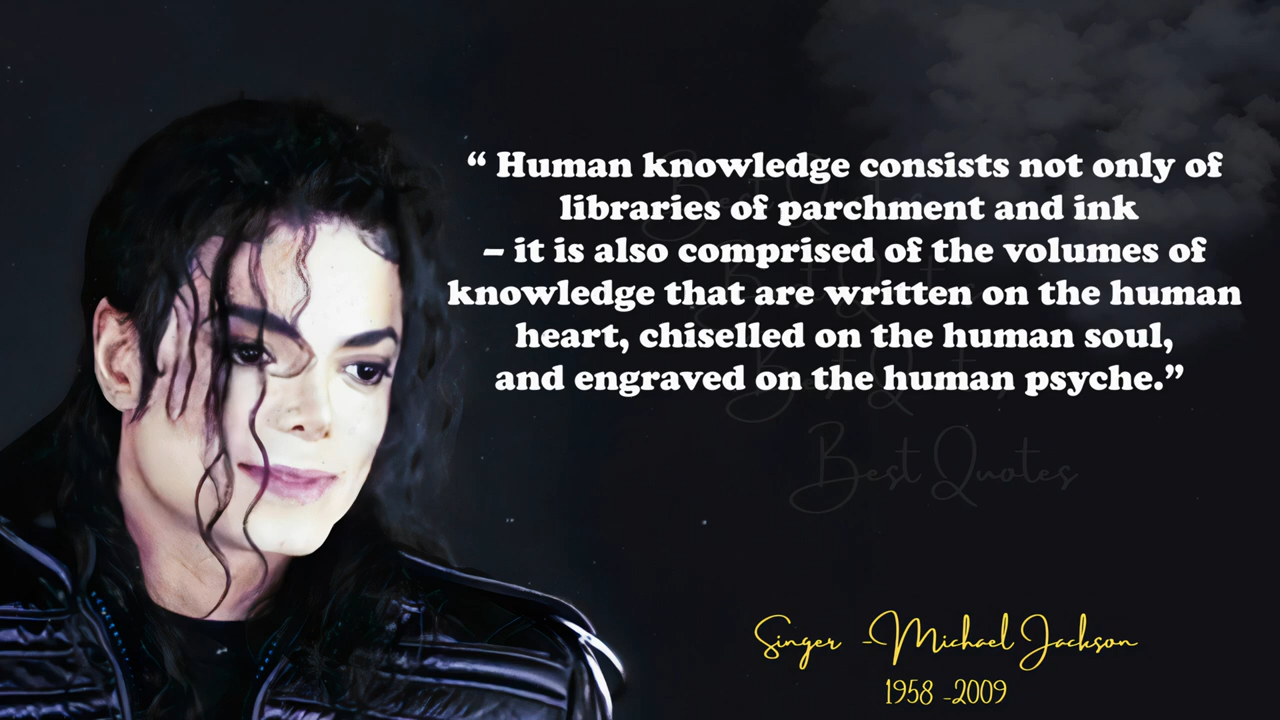 “ Human knowledge consists not only of
libraries of parchment and ink
– it is also comprised of the volumes of
knowledge that are written on the human
heart, chiselled on the human soul,
and engraved on the human psyche.”
Best Quotes
Singer -Michael Jackson
1958 -2009